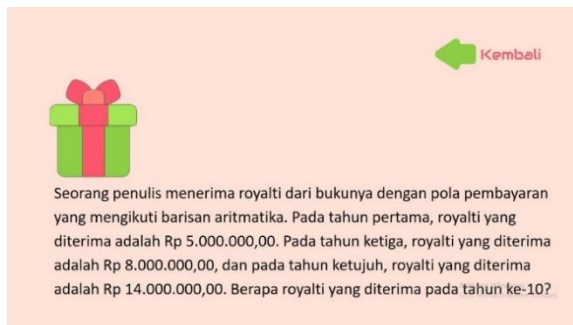 Kembali
Seorang penulis menerima royalti dari bukunya dengan pola pembayaran
yang mengikuti barisan aritmatika. Pada tahun pertama, royalti yang
diterima adalah Rp 5.000.000,00. Pada tahun ketiga, royalti yang diterima
adalah Rp 8.000.000,00, dan pada tahun ketujuh, royalti yang diterima
adalah Rp 14.000.000,00. Berapa royalti yang diterima pada tahun ke-10?